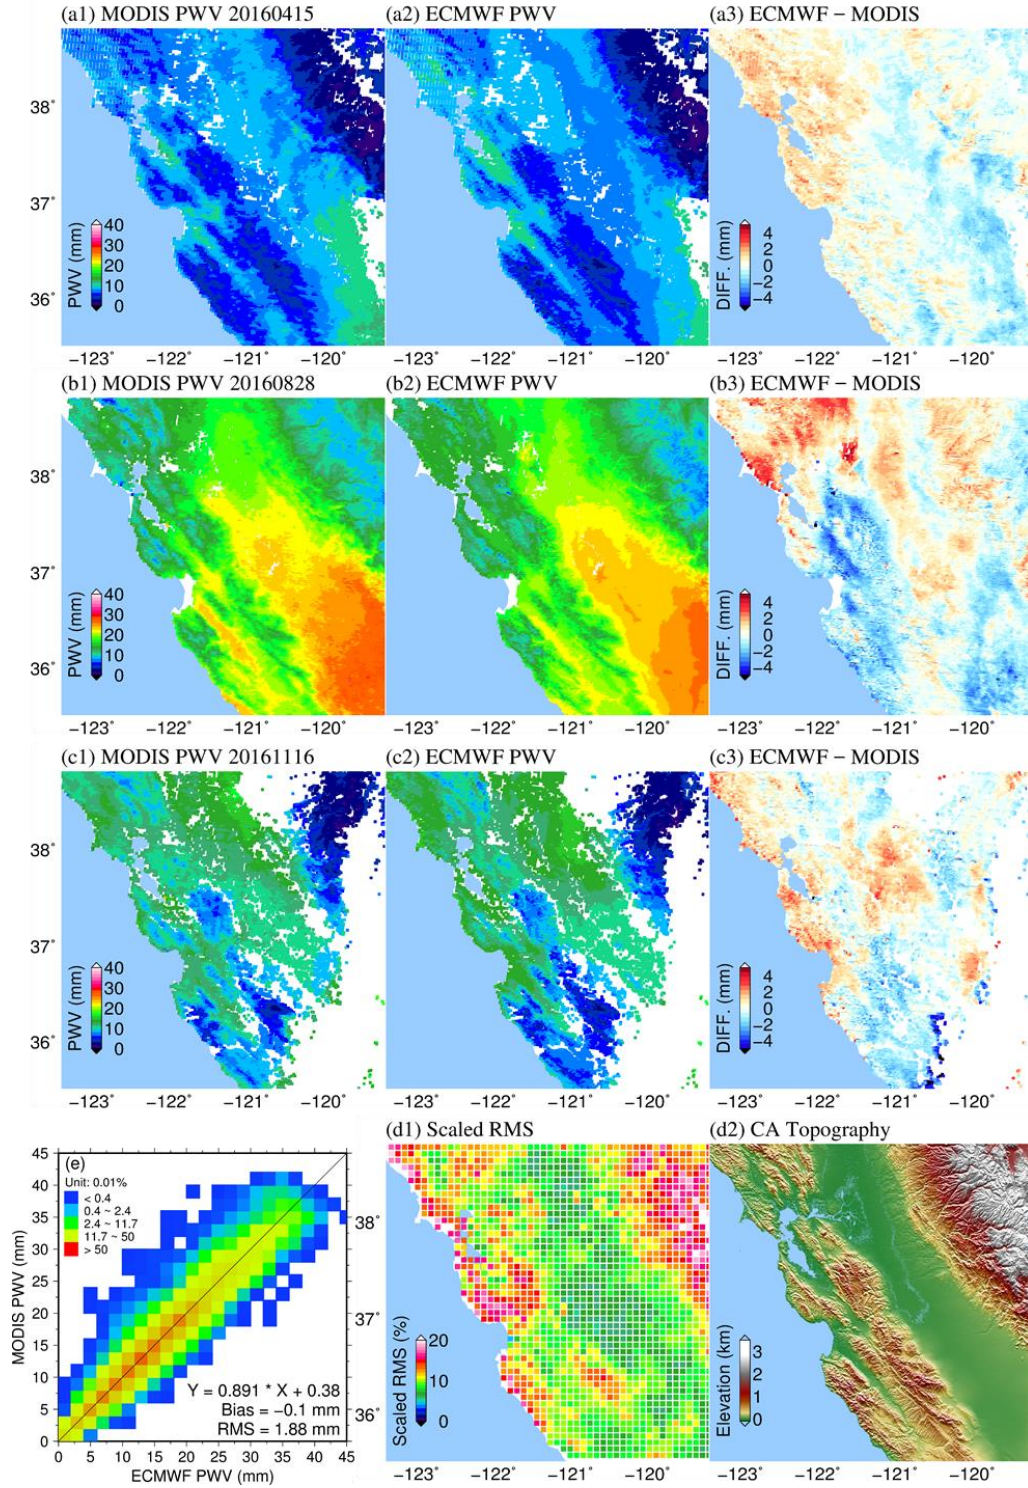 (a1) MODIS PWV 20160415
(a2) ECMWF PWV
(a3) ECMWF − MODIS
38°
37°
36°
PWV (mm)
40
30
20
10
0
DIFF. (mm)
4
2
0
−2
−4
−123° −122° −121° −120°
−123° −122° −121° −120°
−123° −122° −121° −120°
(b1) MODIS PWV 20160828
(b2) ECMWF PWV
(b3) ECMWF − MODIS
38°
37°
36°
PWV (mm)
40
30
20
10
0
DIFF. (mm)
4
2
0
−2
−4
−123° −122° −121° −120°
−123° −122° −121° −120°
−123° −122° −121° −120°
(c1) MODIS PWV 20161116
(c2) ECMWF PWV
(c3) ECMWF − MODIS
38°
37°
36°
PWV (mm)
40
30
20
10
0
DIFF. (mm)
4
2
0
−2
−4
−123° −122° −121° −120°
−123° −122° −121° −120°
−123° −122° −121° −120°
(e)
Unit: 0.01%
< 0.4
0.4 ~ 2.4
2.4 ~ 11.7
11.7 ~ 50
> 50
MODIS PWV (mm)
45
40
35
30
25
20
15
10
5
0
Y = 0.891 * X + 0.38
Bias = −0.1 mm
RMS = 1.88 mm
0 5 10 15 20 25 30 35 40 45
ECMWF PWV (mm)
(d1) Scaled RMS
(d2) CA Topography
38°
37°
36°
Scaled RMS (%)
20
10
0
Elevation (km)
3
2
1
0
−123° −122° −121° −120°
−123° −122° −121° −120°